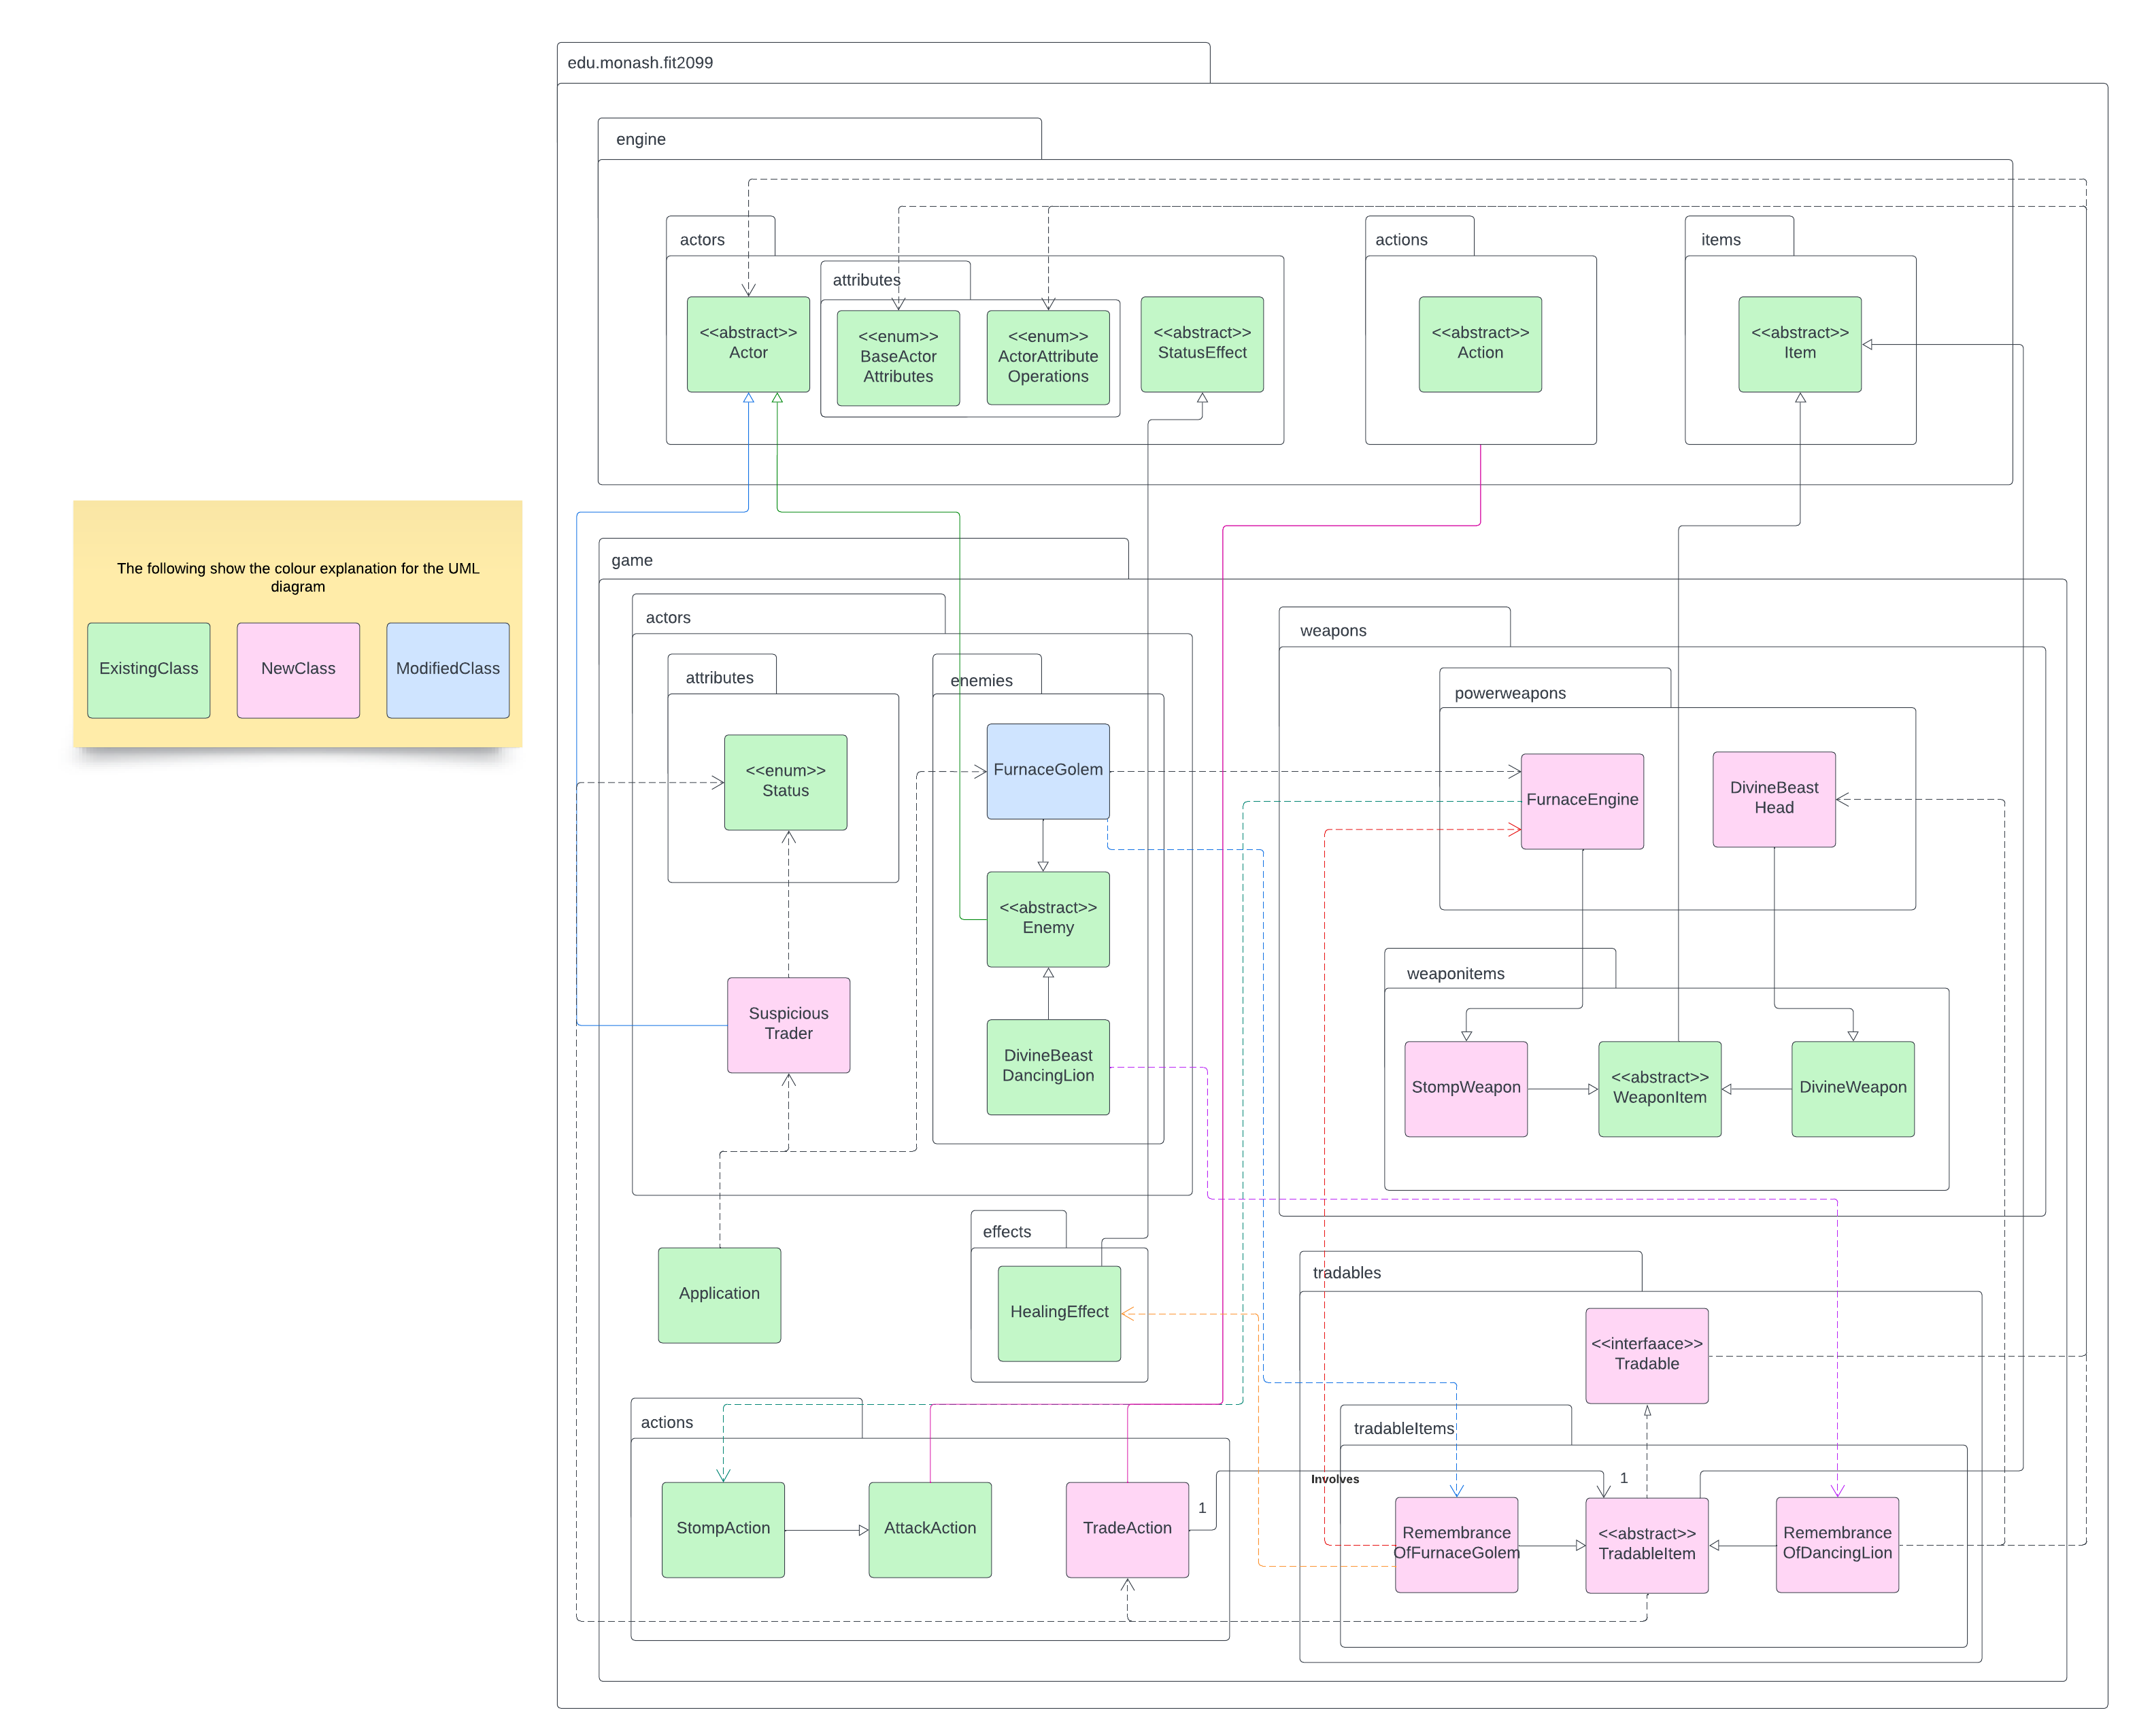 edu.monash.fit2099
engine
actors
actions
items
attributes
<<abstract>>
Actor
<<enum>>
BaseActor
Attributes
<<enum>>
ActorAttribute
Operations
<<abstract>>
StatusEffect
<<abstract>>
Action
<<abstract>>
Item
The following show the colour explanation for the UML
diagram
ExistingClass
NewClass
ModifiedClass
game
actors
attributes
<<enum>>
Status
Suspicious
Trader
enemies
FurnaceGolem
<<abstract>>
Enemy
DivineBeast
DancingLion
weapons
powerweapons
FurnaceEngine
DivineBeast
Head
weaponitems
StompWeapon
<<abstract>>
WeaponItem
DivineWeapon
Application
effects
HealingEffect
tradables
<<interfaace>>
Tradable
actions
StompAction
AttackAction
TradeAction
1
Involves
1
tradableItems
Remembrance
OfFurnaceGolem
<<abstract>>
TradableItem
Remembrance
OfDancingLion